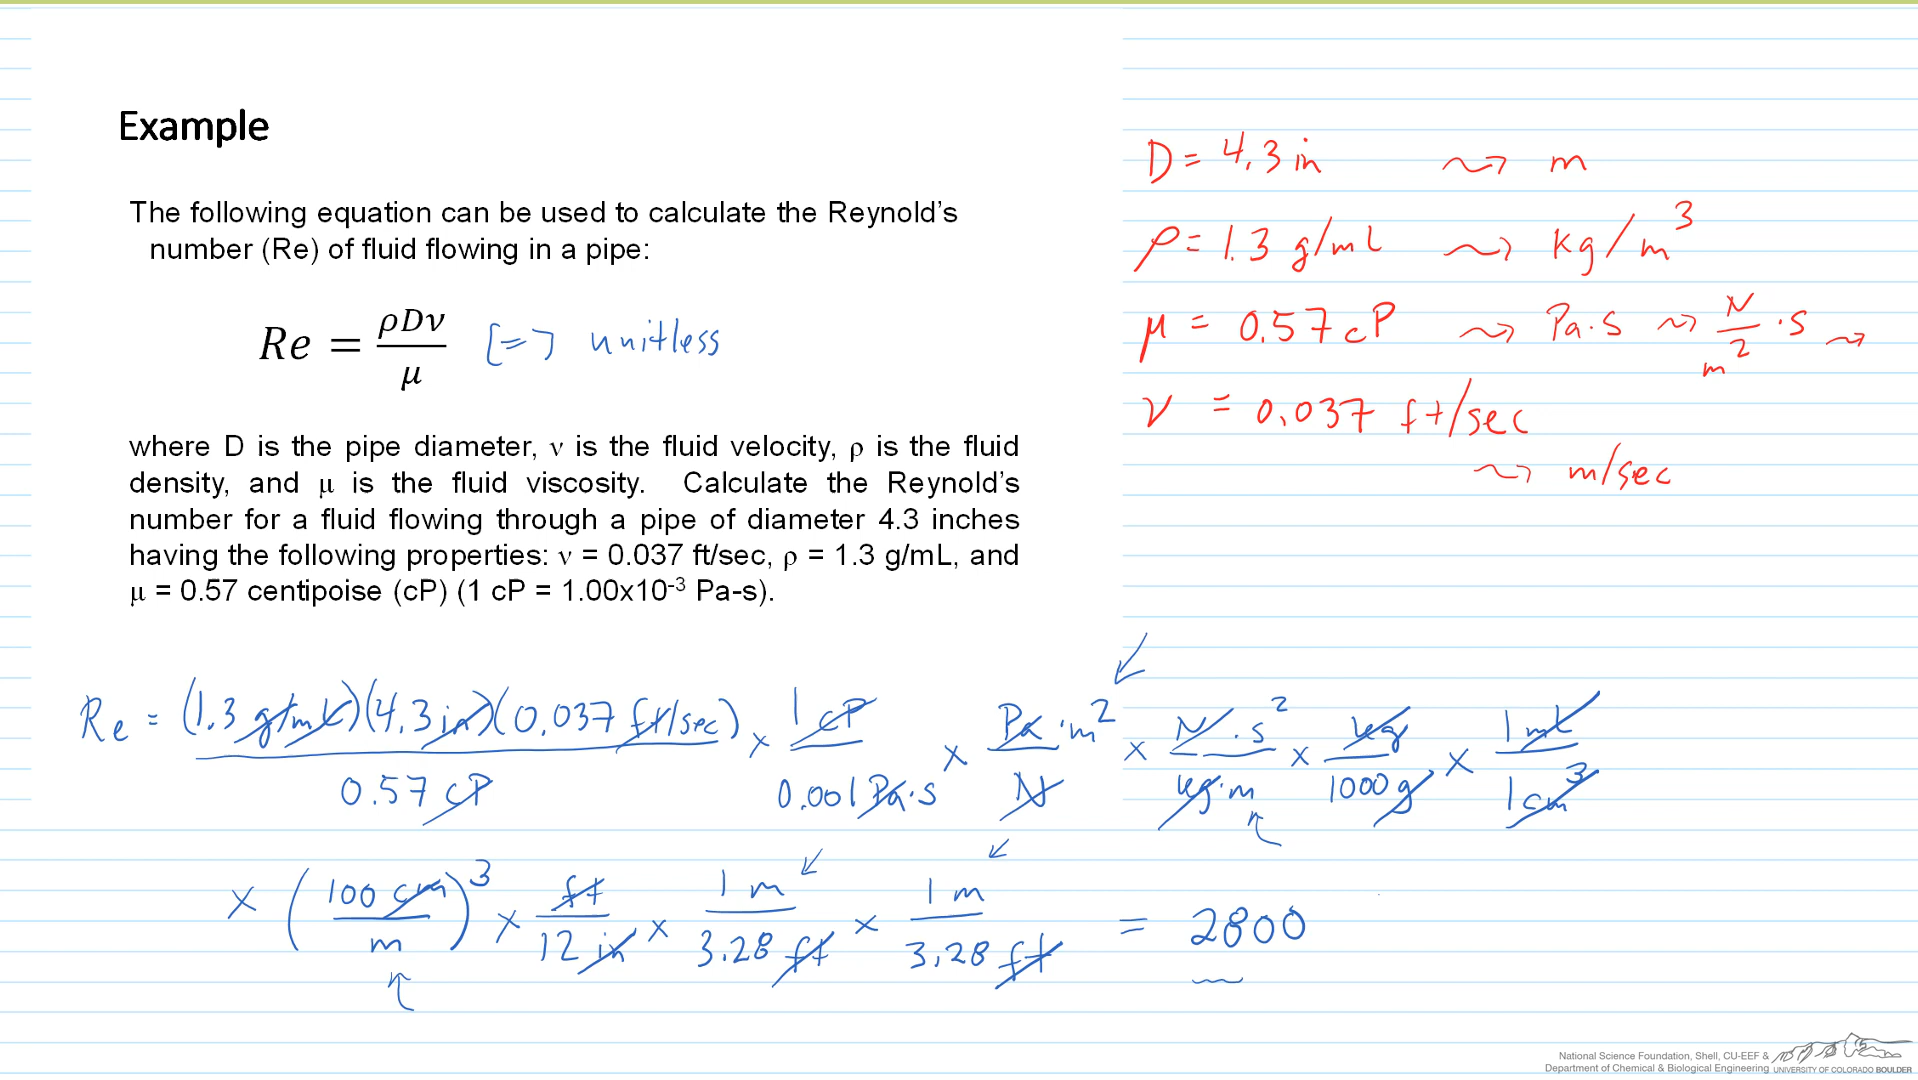 Example
The following equation can be used to calculate the Reynold's
number (Re) of fluid flowing in a pipe:
Re = ρDν / μ [=] unitless
where D is the pipe diameter, ν is the fluid velocity, ρ is the fluid
density, and μ is the fluid viscosity. Calculate the Reynold's
number for a fluid flowing through a pipe of diameter 4.3 inches
having the following properties: ν = 0.037 ft/sec, ρ = 1.3 g/mL, and
μ = 0.57 centipoise (cP) (1 cP = 1.00x10⁻³ Pa-s).
D = 4.3 in ⇝ m
ρ = 1.3 g/mL ⇝ kg/m³
μ = 0.57 cP ⇝ Pa·s ⇝ N/m² ·s ⇝
ν = 0.037 ft/sec
⇝ m/sec
Re = (1.3 g/mL)(4.3 in)(0.037 ft/sec) / 0.57 cP × 1 cP / 0.001 Pa·s × Pa·m² / N × N·s² / kg·m × kg / 1000 g × 1 mL / 1 cm³
× (100 cm / m)³ × ft / 12 in × 1 m / 3.28 ft × 1 m / 3.28 ft = 2800
National Science Foundation, Shell, CU-EEF &
Department of Chemical & Biological Engineering UNIVERSITY OF COLORADO BOULDER